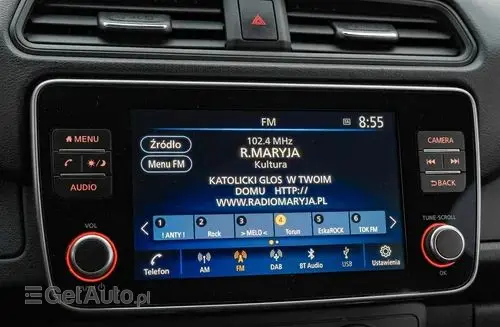 FM
8:55
Źródło
Menu FM
102.4 MHz
R.MARYJA
Kultura
KATOLICKI GLOS W TWOIM
DOMU HTTP://
WWW.RADIOMARYJA.PL
1 2 3 4 5 6
! ANTY ! Rock > MELO < Torun EskaROCK TOK FM
Telefon AM FM DAB BT Audio USB Ustawienia
MENU
AUDIO
VOL
CAMERA
BACK
TUNE-SCROLL
OK
GetAuto.pl